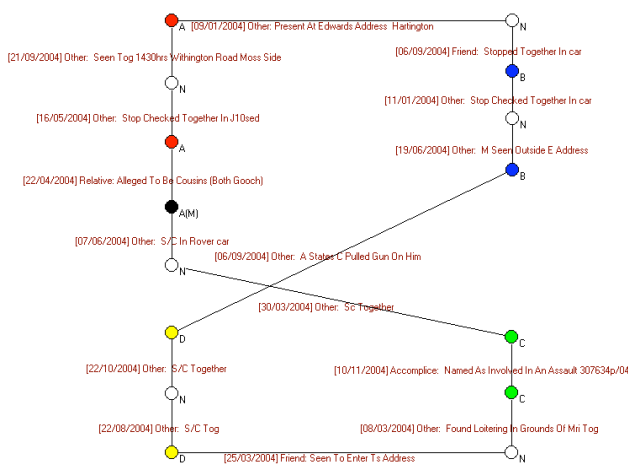 A
[09/01/2004] Other: Present At Edwards Address Hartington
N
[21/09/2004] Other: Seen Tog 1430hrs Withington Road Moss Side
[06/09/2004] Friend: Stopped Together In car
B
N
[11/01/2004] Other: Stop Checked Together In car
[16/05/2004] Other: Stop Checked Together In J10sed
N
A
[19/06/2004] Other: M Seen Outside E Address
B
[22/04/2004] Relative: Alleged To Be Cousins (Both Gooch)
A(M)
[07/06/2004] Other: S/C In Rover car
[06/09/2004] Other: A States C Pulled Gun On Him
N
[30/03/2004] Other: Sc Together
D
C
[22/10/2004] Other: S/C Together
[10/11/2004] Accomplice: Named As Involved In An Assault 307634p/04
N
C
[22/08/2004] Other: S/C Tog
[08/03/2004] Other: Found Loitering In Grounds Of Mri Tog
D
[25/03/2004] Friend: Seen To Enter Ts Address
N